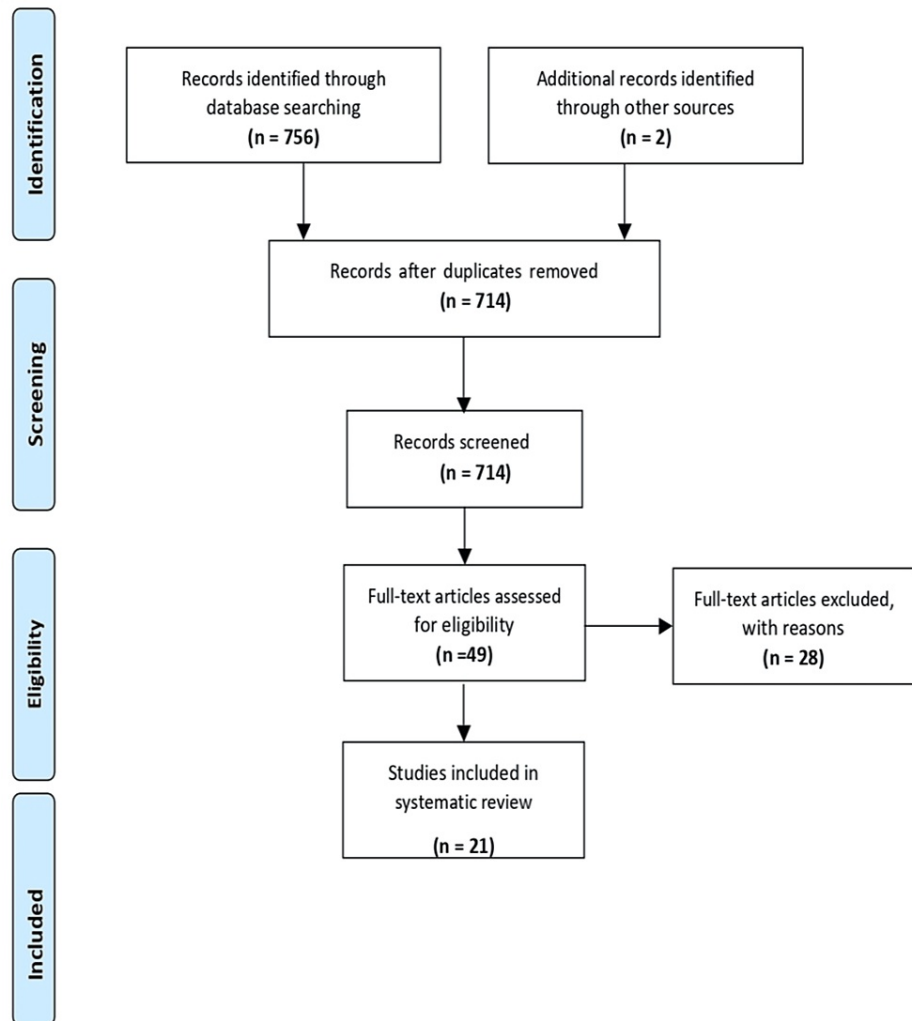 Identification
Records identified through
database searching
(n = 756)
Additional records identified
through other sources
(n = 2)
Records after duplicates removed
(n = 714)
Screening
Records screened
(n = 714)
Eligibility
Full-text articles assessed
for eligibility
(n =49)
Full-text articles excluded,
with reasons
(n = 28)
Studies included in
systematic review
(n = 21)
Included